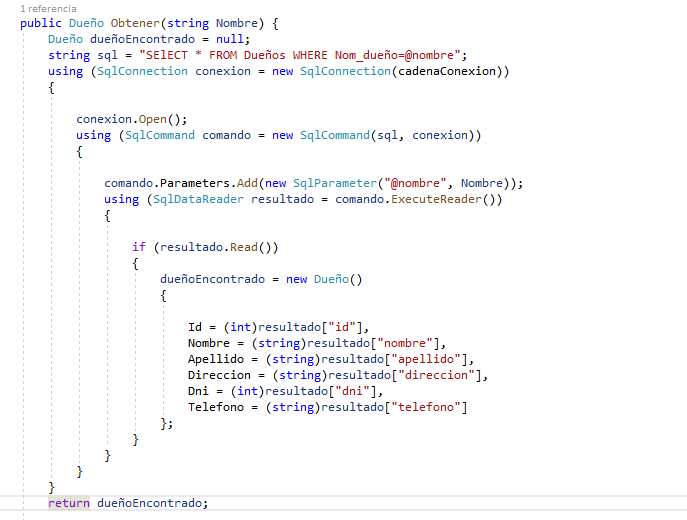 1 referencia
public Dueño Obtener(string Nombre) {
Dueño dueñoEncontrado = null;
string sql = "SElECT * FROM Dueños WHERE Nom_dueño=@nombre";
using (SqlConnection conexion = new SqlConnection(cadenaConexion))
{
conexion.Open();
using (SqlCommand comando = new SqlCommand(sql, conexion))
{
comando.Parameters.Add(new SqlParameter("@nombre", Nombre));
using (SqlDataReader resultado = comando.ExecuteReader())
{
if (resultado.Read())
{
dueñoEncontrado = new Dueño()
{
Id = (int)resultado["id"],
Nombre = (string)resultado["nombre"],
Apellido = (string)resultado["apellido"],
Direccion = (string)resultado["direccion"],
Dni = (int)resultado["dni"],
Telefono = (string)resultado["telefono"]
};
}
}
}
}
return dueñoEncontrado;